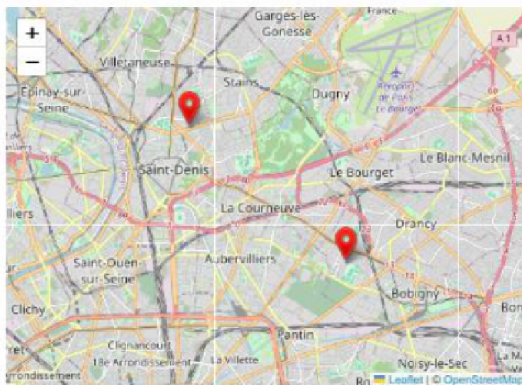 Garges-lès-
Gonesse
France
+
−
A 1
Villetaneuse
Stains
Dugny
Epinay-sur-
Seine
Saint-Denis
Le Bourget
Le Blanc-Mesnil
La Courneuve
Drancy
Saint-Ouen-
sur-Seine
Aubervilliers
Bobigny
Clichy
Clignancourt
18e Arrondissement
Pantin
La Villette
Noisy-le-Sec
Leaflet | © OpenStreetMap